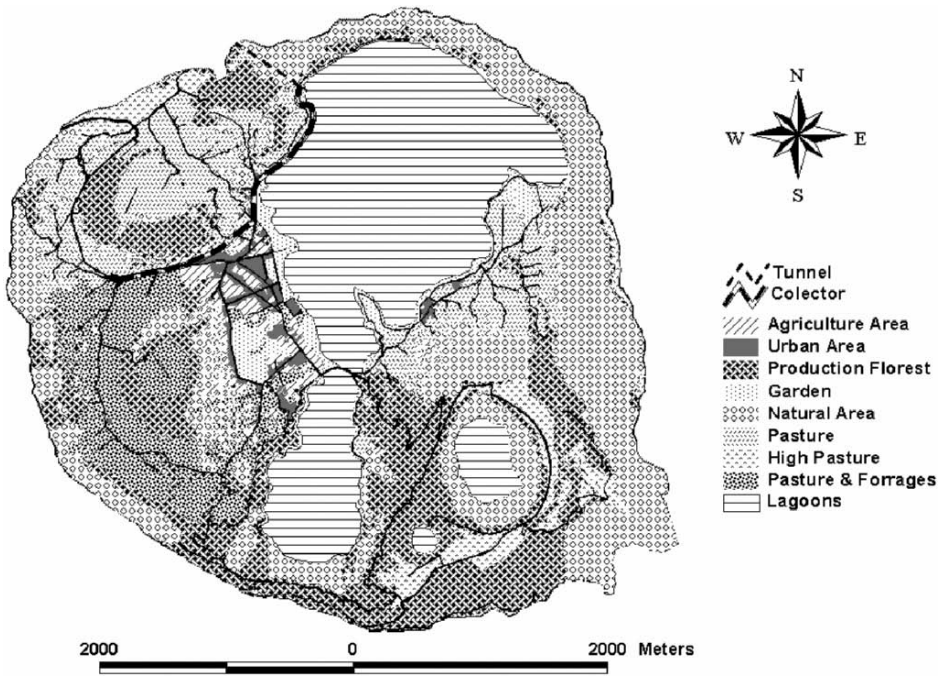 N
W E
S
Tunnel
Colector
Agriculture Area
Urban Area
Production Florest
Garden
Natural Area
Pasture
High Pasture
Pasture & Forrages
Lagoons
2000 0 2000 Meters